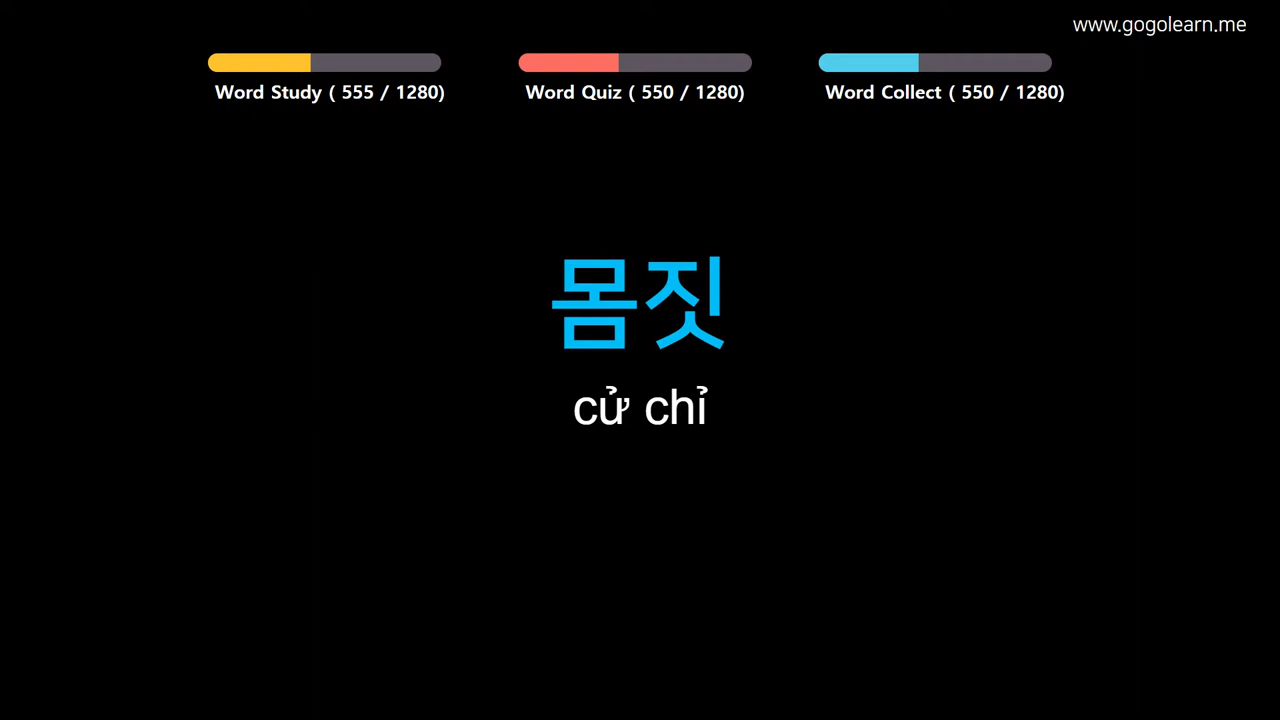 www.gogolearn.me
Word Study ( 555 / 1280)
Word Quiz ( 550 / 1280)
Word Collect ( 550 / 1280)
몸짓
cử chỉ